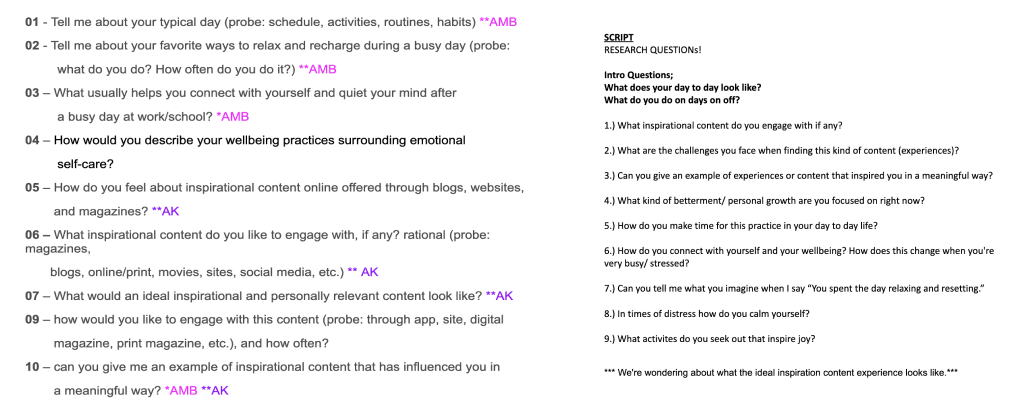 01 - Tell me about your typical day (probe: schedule, activities, routines, habits) **AMB
02 - Tell me about your favorite ways to relax and recharge during a busy day (probe:
what do you do? How often do you do it?) **AMB
03 – What usually helps you connect with yourself and quiet your mind after
a busy day at work/school? *AMB
04 – How would you describe your wellbeing practices surrounding emotional
self-care?
05 – How do you feel about inspirational content online offered through blogs, websites,
and magazines? **AK
06 – What inspirational content do you like to engage with, if any? rational (probe:
magazines,
blogs, online/print, movies, sites, social media, etc.) ** AK
07 – What would an ideal inspirational and personally relevant content look like? **AK
09 – how would you like to engage with this content (probe: through app, site, digital
magazine, print magazine, etc.), and how often?
10 – can you give me an example of inspirational content that has influenced you in
a meaningful way? *AMB **AK
SCRIPT
RESEARCH QUESTIONs!
Intro Questions;
What does your day to day look like?
What do you do on days on off?
1.) What inspirational content do you engage with if any?
2.) What are the challenges you face when finding this kind of content (experiences)?
3.) Can you give an example of experiences or content that inspired you in a meaningful way?
4.) What kind of betterment/ personal growth are you focused on right now?
5.) How do you make time for this practice in your day to day life?
6.) How do you connect with yourself and your wellbeing? How does this change when you're
very busy/ stressed?
7.) Can you tell me what you imagine when I say “You spent the day relaxing and resetting.”
8.) In times of distress how do you calm yourself?
9.) What activites do you seek out that inspire joy?
*** We're wondering about what the ideal inspiration content experience looks like.***